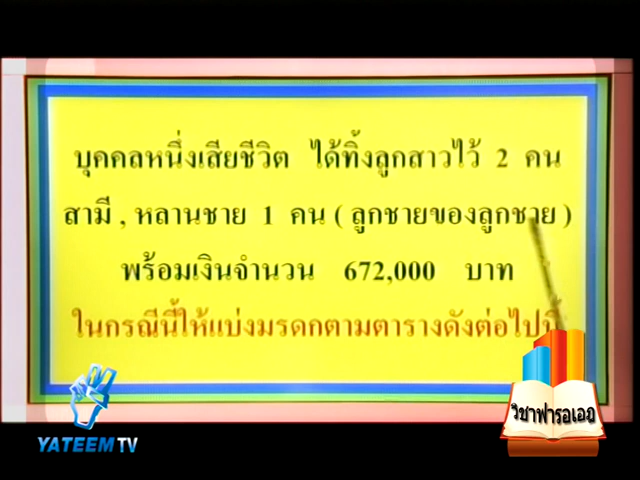 บุคคลหนึ่งเสียชีวิต ได้ทิ้งลูกสาวไว้ 2 คน
สามี , หลานชาย 1 คน ( ลูกชายของลูกชาย )
พร้อมเงินจำนวน 672,000 บาท
ในกรณีนี้ให้แบ่งมรดกตามตารางดังต่อไปนี้
วิชาฟารออิฎ
YATEEM TV